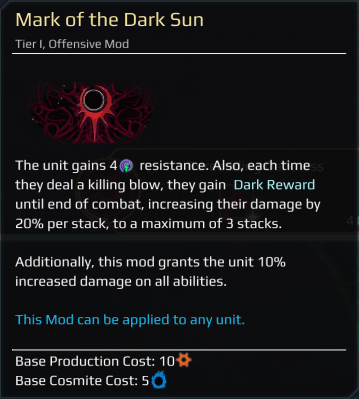 Mark of the Dark Sun
Tier I, Offensive Mod
The unit gains 4 resistance. Also, each time
they deal a killing blow, they gain Dark Reward
until end of combat, increasing their damage by
20% per stack, to a maximum of 3 stacks.
Additionally, this mod grants the unit 10%
increased damage on all abilities.
This Mod can be applied to any unit.
Base Production Cost: 10
Base Cosmite Cost: 5